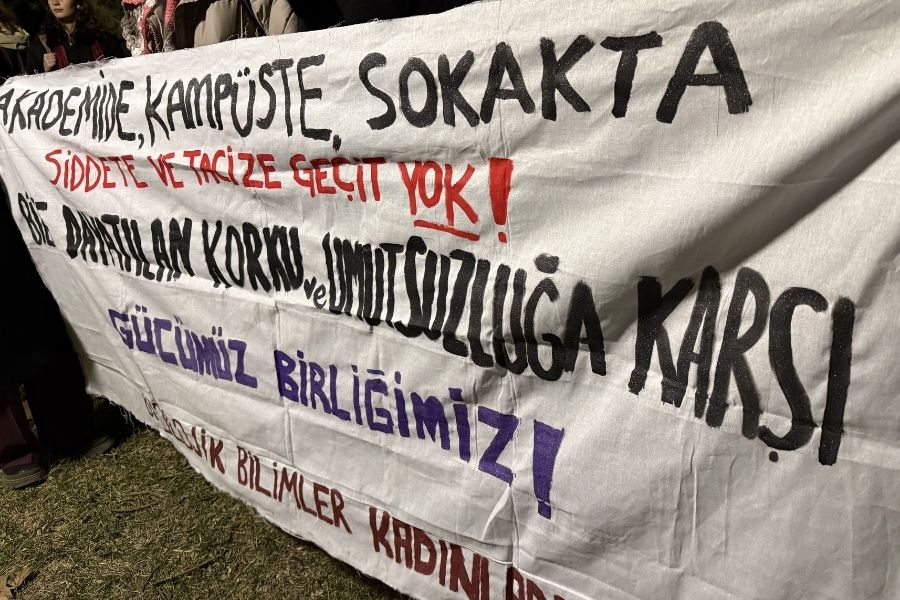 AKADEMİDE, KAMPÜSTE, SOKAKTA
ŞİDDETE VE TACİZE GEÇİT YOK!
BİZE DAYATILAN KORKU ve UMUTSUZLUĞA KARŞI
GÜCÜMÜZ BİRLİĞİMİZ!
BİLİMLER